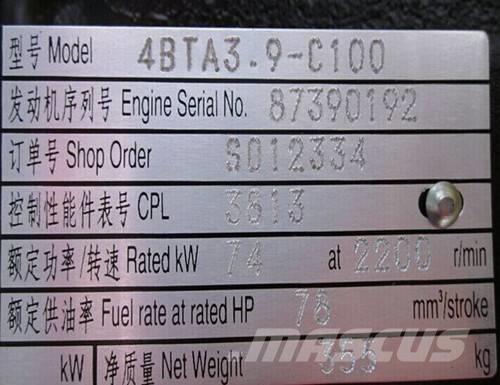 型号 Model 4BTA3.9-C100
发动机序列号 Engine Serial No. 87390192
订单号 Shop Order SO12334
控制性能件表号 CPL 3813
额定功率/转速 Rated kW 74 at 2200 r/min
额定供油率 Fuel rate at rated HP 78 mm³/stroke
kW 净质量 Net Weight 355 kg
MASCUS